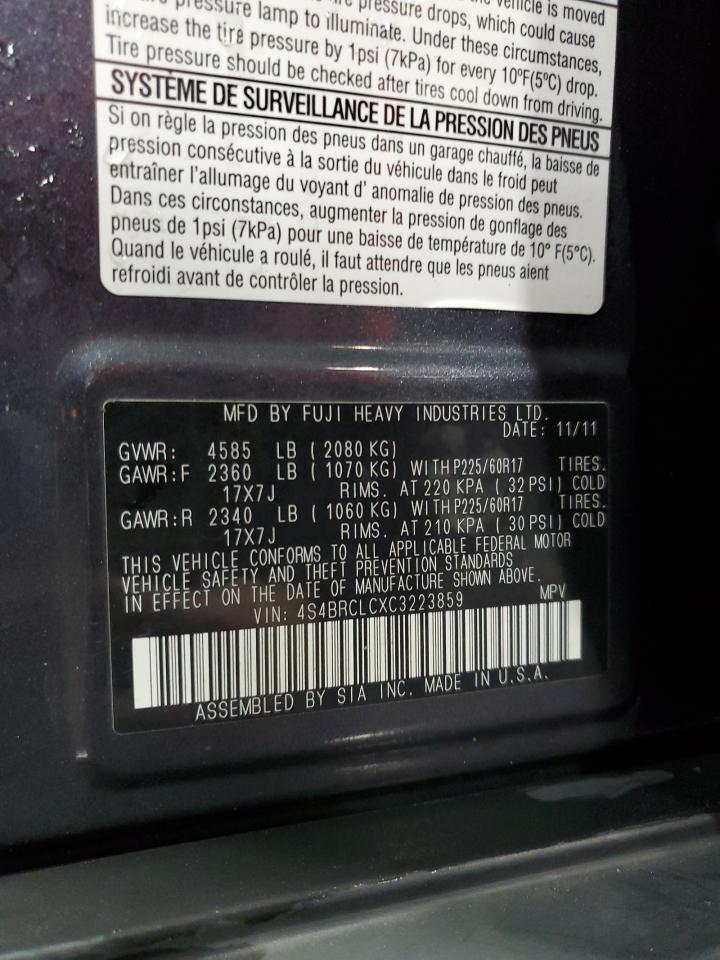 vehicle is moved
pressure drops, which could cause
pressure lamp to illuminate. Under these circumstances,
increase the tire pressure by 1psi (7kPa) for every 10°F(5°C) drop.
Tire pressure should be checked after tires cool down from driving.
SYSTÈME DE SURVEILLANCE DE LA PRESSION DES PNEUS
Si on règle la pression des pneus dans un garage chauffé, la baisse de
pression consécutive à la sortie du véhicule dans le froid peut
entraîner l'allumage du voyant d' anomalie de pression des pneus.
Dans ces circonstances, augmenter la pression de gonflage des
pneus de 1psi (7kPa) pour une baisse de température de 10° F(5°C).
Quand le véhicule a roulé, il faut attendre que les pneus aient
refroidi avant de contrôler la pression.
MFD BY FUJI HEAVY INDUSTRIES LTD.
DATE: 11/11
GVWR: 4585 LB ( 2080 KG)
GAWR:F 2360 LB ( 1070 KG) WITH P225/60R17 TIRES.
17X7J RIMS. AT 220 KPA ( 32 PSI) COLD
GAWR:R 2340 LB ( 1060 KG) WITH P225/60R17 TIRES.
17X7J RIMS. AT 210 KPA ( 30 PSI) COLD
THIS VEHICLE CONFORMS TO ALL APPLICABLE FEDERAL MOTOR
VEHICLE SAFETY AND THEFT PREVENTION STANDARDS
IN EFFECT ON THE DATE OF MANUFACTURE SHOWN ABOVE.
VIN: 4S4BRCLCXC3223859 MPV
ASSEMBLED BY SIA INC. MADE IN U.S.A.